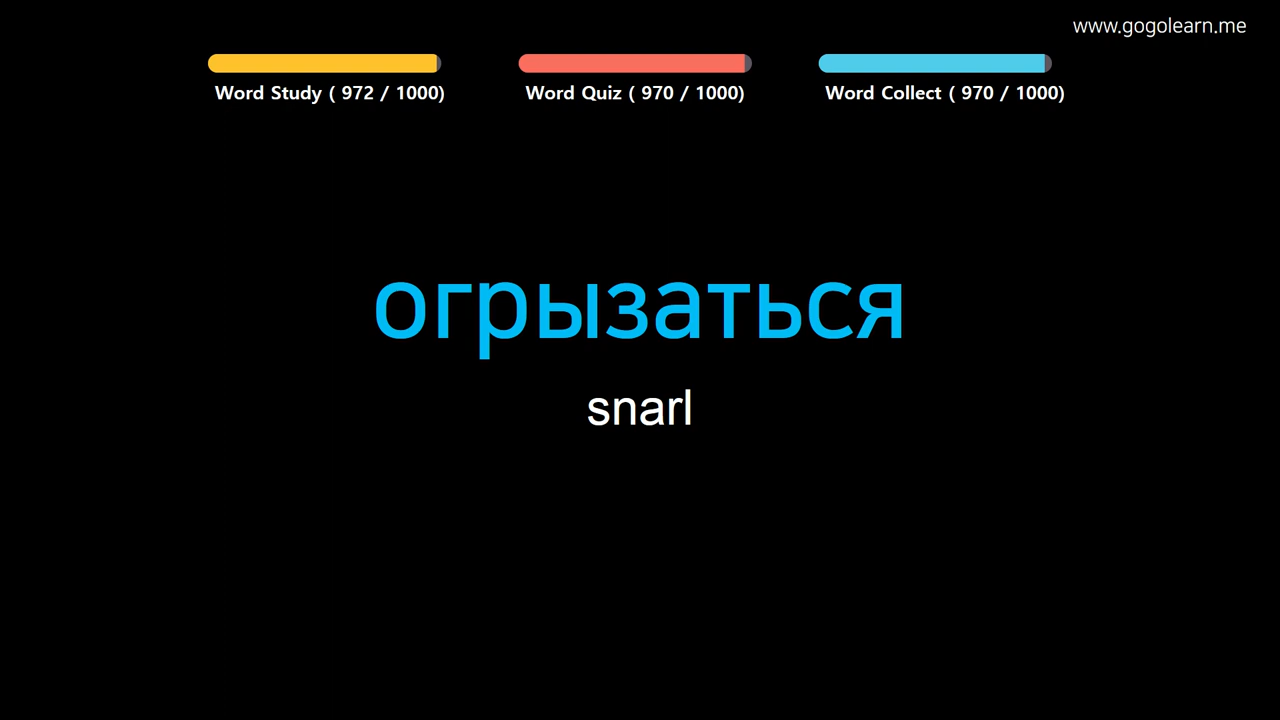 www.gogolearn.me
Word Study ( 972 / 1000)
Word Quiz ( 970 / 1000)
Word Collect ( 970 / 1000)
огрызаться
snarl